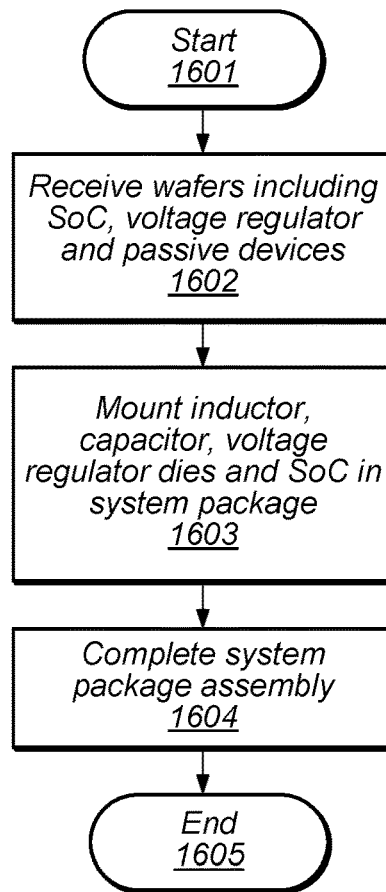 Start
1601
Receive wafers including
SoC, voltage regulator
and passive devices
1602
Mount inductor,
capacitor, voltage
regulator dies and SoC in
system package
1603
Complete system
package assembly
1604
End
1605